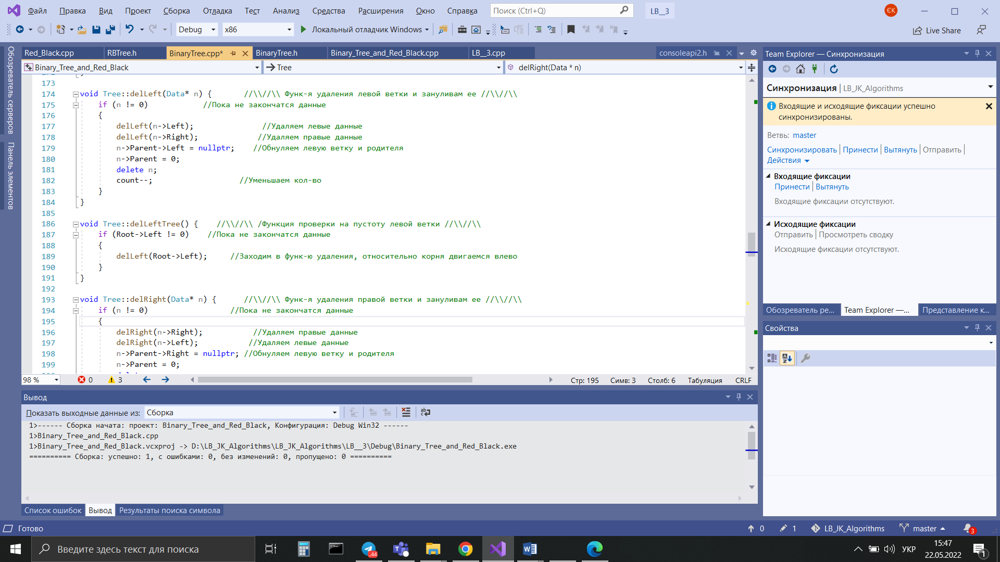 Файл Правка Вид Проект Сборка Отладка Тест Анализ Средства Расширения Окно Справка Поиск (Ctrl+Q) LB__3 ЄК
Debug x86 Локальный отладчик Windows Live Share
Обозреватель серверов
Панель элементов
Red_Black.cpp RBTree.h BinaryTree.cpp* BinaryTree.h Binary_Tree_and_Red_Black.cpp LB__3.cpp consoleapi2.h
Binary_Tree_and_Red_Black Tree delRight(Data * n)
173
174 void Tree::delLeft(Data* n) { //\\//\\ Функ-я удаления левой ветки и зануливам ее //\\//\\
175 if (n != 0) //Пока не закончатся данные
176 {
177 delLeft(n->Left); //Удаляем левые данные
178 delLeft(n->Right); //Удаляем правые данные
179 n->Parent->Left = nullptr; //Обнуляем левую ветку и родителя
180 n->Parent = 0;
181 delete n;
182 count--; //Уменьшаем кол-во
183 }
184 }
185
186 void Tree::delLeftTree() { //\\//\\ /Функция проверки на пустоту левой ветки //\\//\\
187 if (Root->Left != 0) //Пока не закончатся данные
188 {
189 delLeft(Root->Left); //Заходим в функ-ю удаления, относительно корня двигаемся влево
190 }
191 }
192
193 void Tree::delRight(Data* n) { //\\//\\ Функ-я удаления правой ветки и зануливам ее //\\//\\
194 if (n != 0) //Пока не закончатся данные
195 {
196 delRight(n->Right); //Удаляем правые данные
197 delRight(n->Left); //Удаляем левые данные
198 n->Parent->Right = nullptr; //Обнуляем левую ветку и родителя
199 n->Parent = 0;
98 % 0 3 Стр: 195 Симв: 3 Столб: 6 Табуляция CRLF
Вывод
Показать выходные данные из: Сборка
1>------ Сборка начата: проект: Binary_Tree_and_Red_Black, Конфигурация: Debug Win32 ------
1>Binary_Tree_and_Red_Black.cpp
1>Binary_Tree_and_Red_Black.vcxproj -> D:\LB_JK_Algorithms\LB_JK_Algorithms\LB__3\Debug\Binary_Tree_and_Red_Black.exe
========== Сборка: успешно: 1, с ошибками: 0, без изменений: 0, пропущено: 0 ==========
Список ошибок Вывод Результаты поиска символа
Team Explorer — Синхронизация
Синхронизация | LB_JK_Algorithms
Входящие и исходящие фиксации успешно
синхронизированы.
Ветвь: master
Синхронизировать Принести Вытянуть Отправить
Действия
Входящие фиксации
Принести Вытянуть
Входящие фиксации отсутствуют.
Исходящие фиксации
Отправить Просмотреть сводку
Исходящие фиксации отсутствуют.
Обозреватель ре... Team Explorer —... Представление к...
Свойства
Готово 0 1 LB_JK_Algorithms master 3
Введите здесь текст для поиска ..44 УКР 15:47 1
22.05.2022